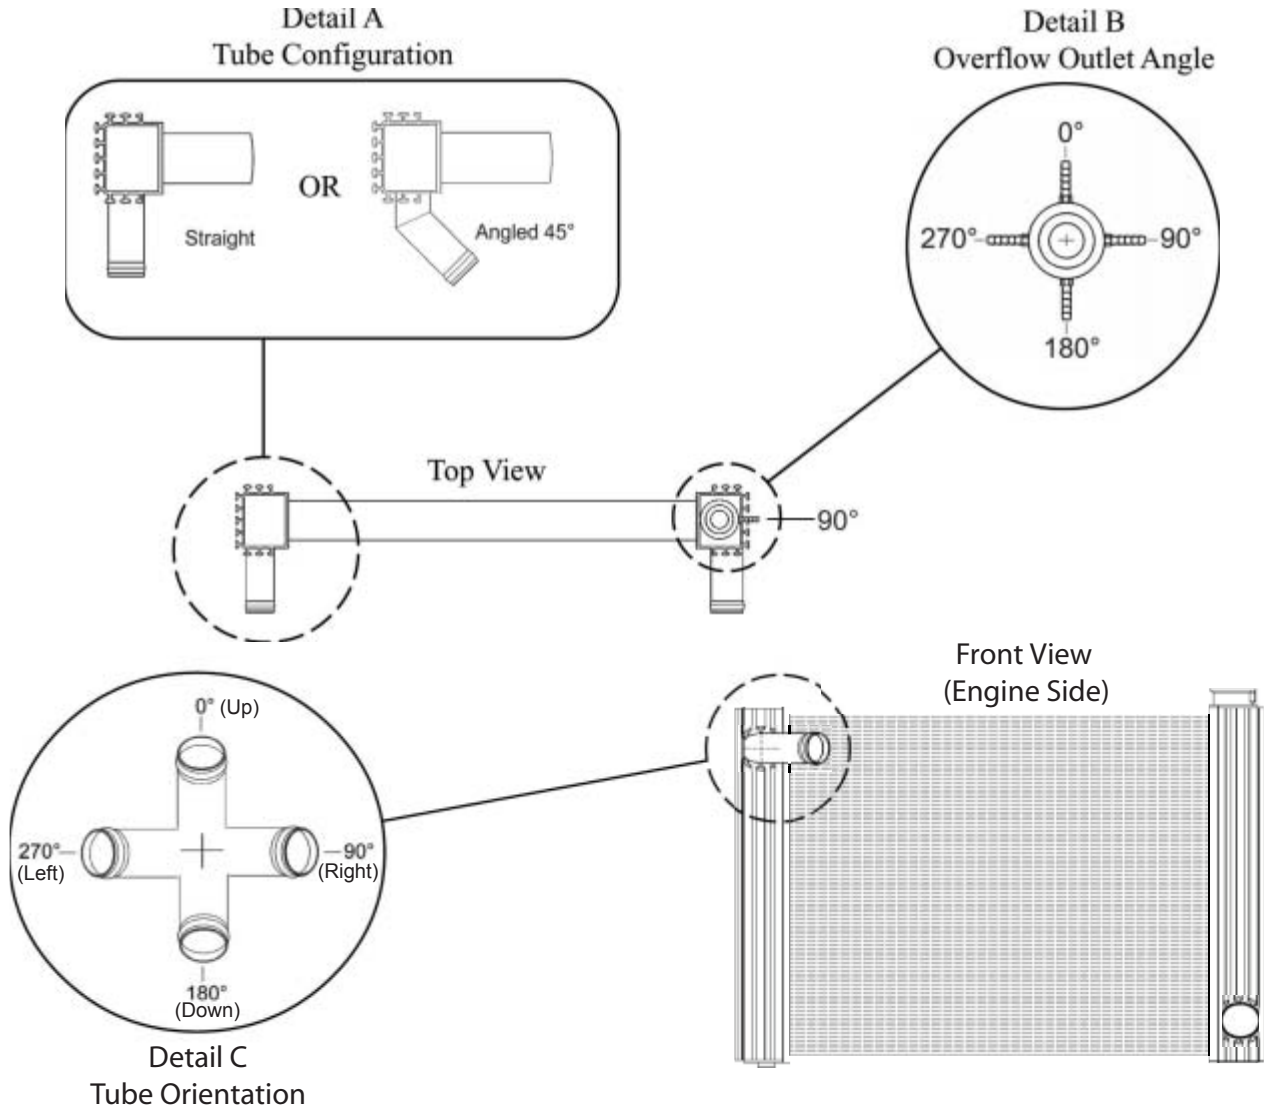 Detail A
Tube Configuration
Straight
OR
Angled 45°
Detail B
Overflow Outlet Angle
0°
270°
90°
180°
Top View
90°
Front View
(Engine Side)
0° (Up)
270°
(Left)
90°
(Right)
180°
(Down)
Detail C
Tube Orientation